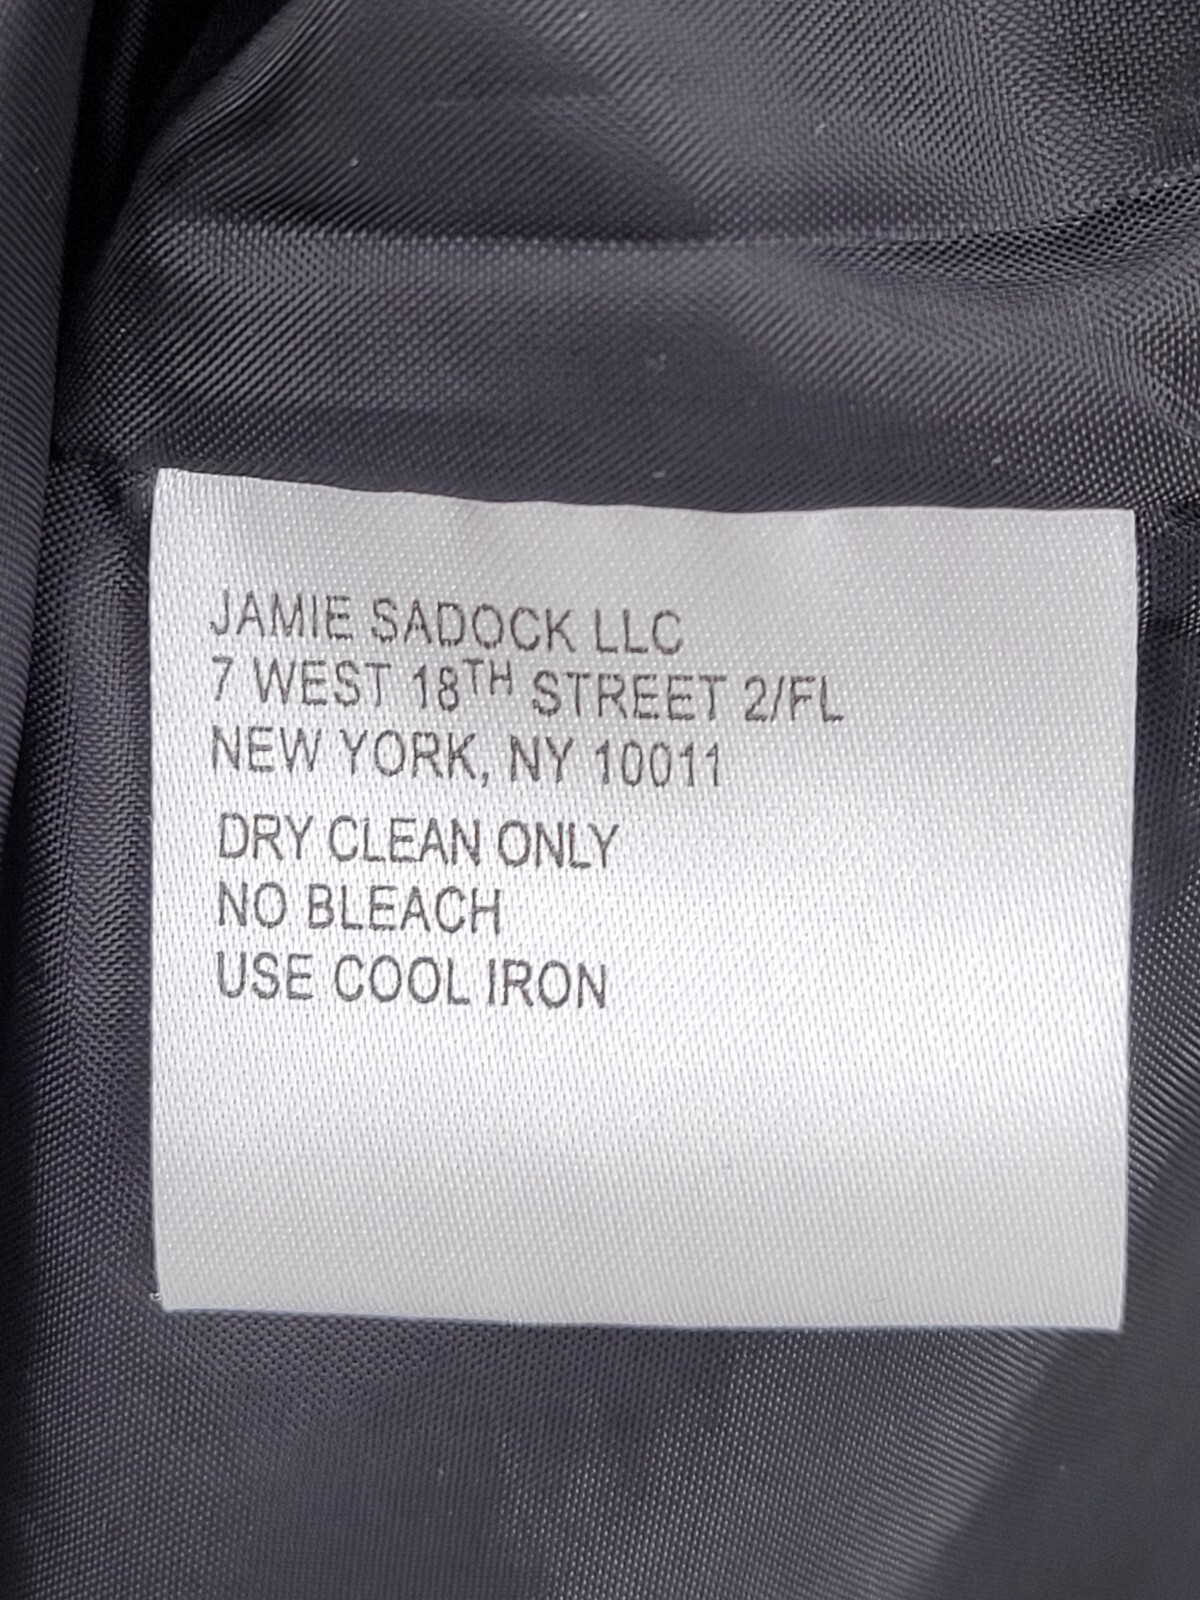 JAMIE SADOCK LLC
7 WEST 18TH STREET 2/FL
NEW YORK, NY 10011
DRY CLEAN ONLY
NO BLEACH
USE COOL IRON